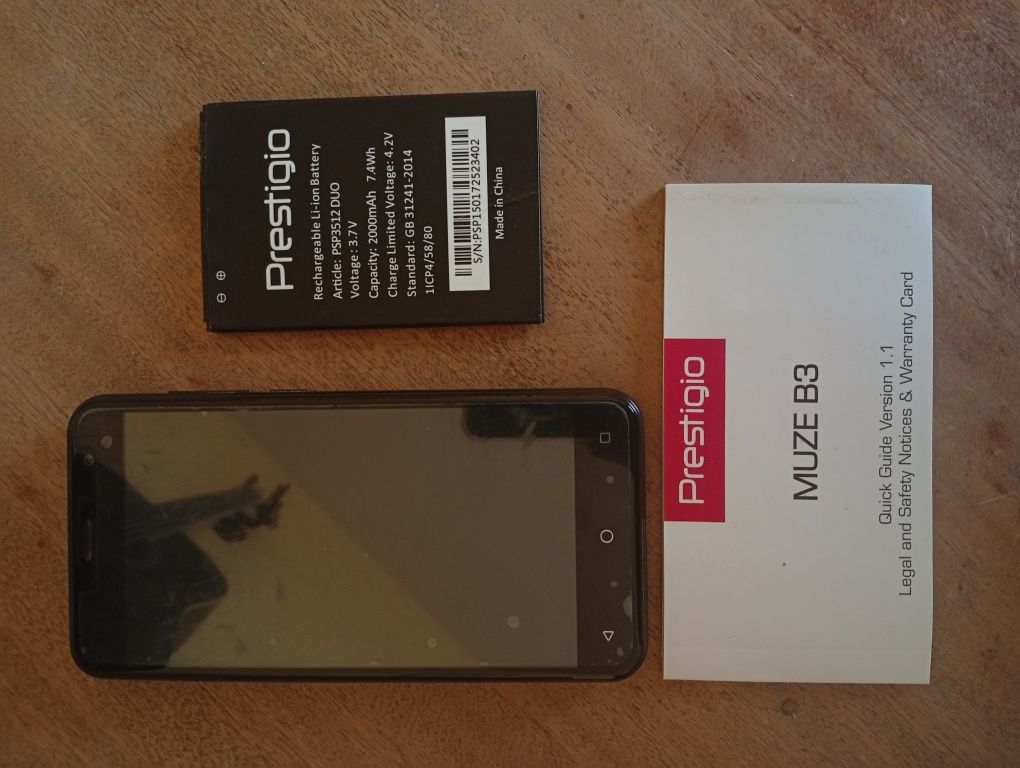 Prestigio
Rechargeable Li-ion Battery
Article: PSP3512 DUO
Voltage: 3.7V
Capacity: 2000mAh 7.4Wh
Charge Limited Voltage: 4.2V
Standard: GB 31241-2014
1ICP4/58/80
S/N:PSP150172523402
Made in China
Prestigio
MUZE B3
Quick Guide Version 1.1
Legal and Safety Notices & Warranty Card